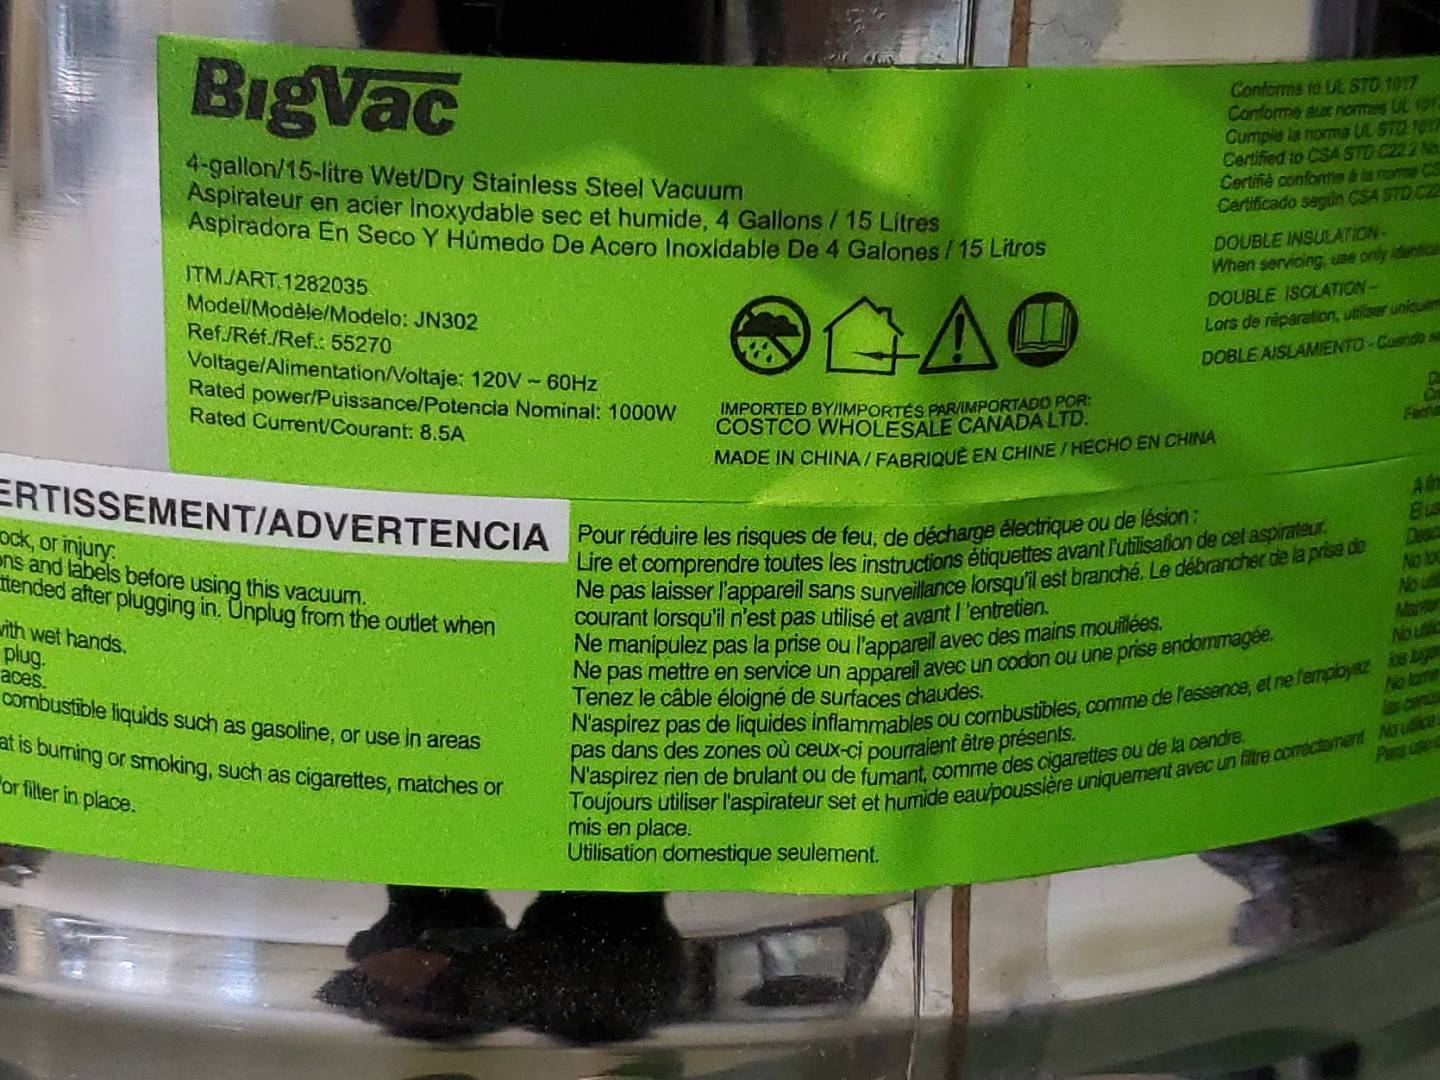 BigVac
4-gallon/15-litre Wet/Dry Stainless Steel Vacuum
Aspirateur en acier Inoxydable sec et humide, 4 Gallons / 15 Litres
Aspiradora En Seco Y Húmedo De Acero Inoxidable De 4 Galones / 15 Litros
ITM./ART.1282035
Model/Modèle/Modelo: JN302
Ref./Réf./Ref.: 55270
Voltage/Alimentation/Voltaje: 120V ~ 60Hz
Rated power/Puissance/Potencia Nominal: 1000W
Rated Current/Courant: 8.5A
IMPORTED BY/IMPORTÉS PAR/IMPORTADO POR:
COSTCO WHOLESALE CANADA LTD.
MADE IN CHINA / FABRIQUÉ EN CHINE / HECHO EN CHINA
Conforms to UL STD.1017
Conforme aux normes UL
Cumple la norma UL STD.1017
Certified to CSA STD.C22.2 No.
Certifié conforme à la norme
Certificado según CSA STD.C22
DOUBLE INSULATION -
When servicing, use only
DOUBLE ISOLATION -
Lors de réparation, utiliser
DOBLE AISLAMIENTO - Cuando
ERTISSEMENT/ADVERTENCIA
ock, or injury:
ns and labels before using this vacuum.
ttended after plugging in. Unplug from the outlet when
with wet hands.
plug.
aces.
combustible liquids such as gasoline, or use in areas
at is burning or smoking, such as cigarettes, matches or
or filter in place.
Pour réduire les risques de feu, de décharge électrique ou de lésion :
Lire et comprendre toutes les instructions étiquettes avant l'utilisation de cet aspirateur.
Ne pas laisser l'appareil sans surveillance lorsqu'il est branché. Le débrancher de la prise de
courant lorsqu'il n'est pas utilisé et avant l 'entretien.
Ne manipulez pas la prise ou l'appareil avec des mains mouillées.
Ne pas mettre en service un appareil avec un codon ou une prise endommagée.
Tenez le câble éloigné de surfaces chaudes.
N'aspirez pas de liquides inflammables ou combustibles, comme de l'essence, et ne l'employez
pas dans des zones où ceux-ci pourraient être présents.
N'aspirez rien de brulant ou de fumant, comme des cigarettes ou de la cendre.
Toujours utiliser l'aspirateur set et humide eau/poussière uniquement avec un filtre correctement
mis en place.
Utilisation domestique seulement.